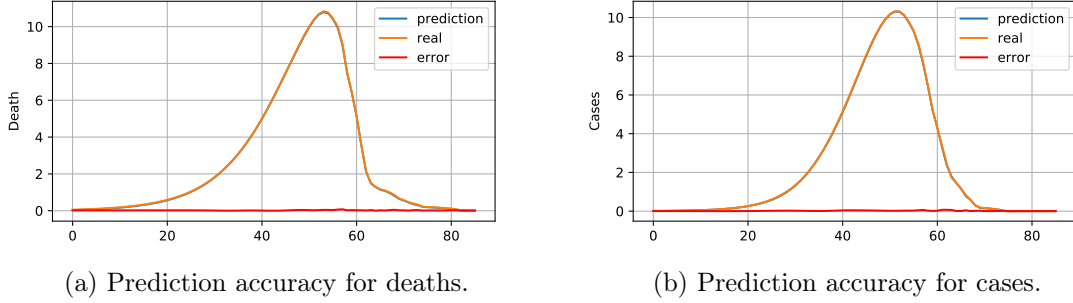 10
8
6
4
2
0
Death
0 20 40 60 80
prediction
real
error
(a) Prediction accuracy for deaths.
10
8
6
4
2
0
Cases
0 20 40 60 80
prediction
real
error
(b) Prediction accuracy for cases.